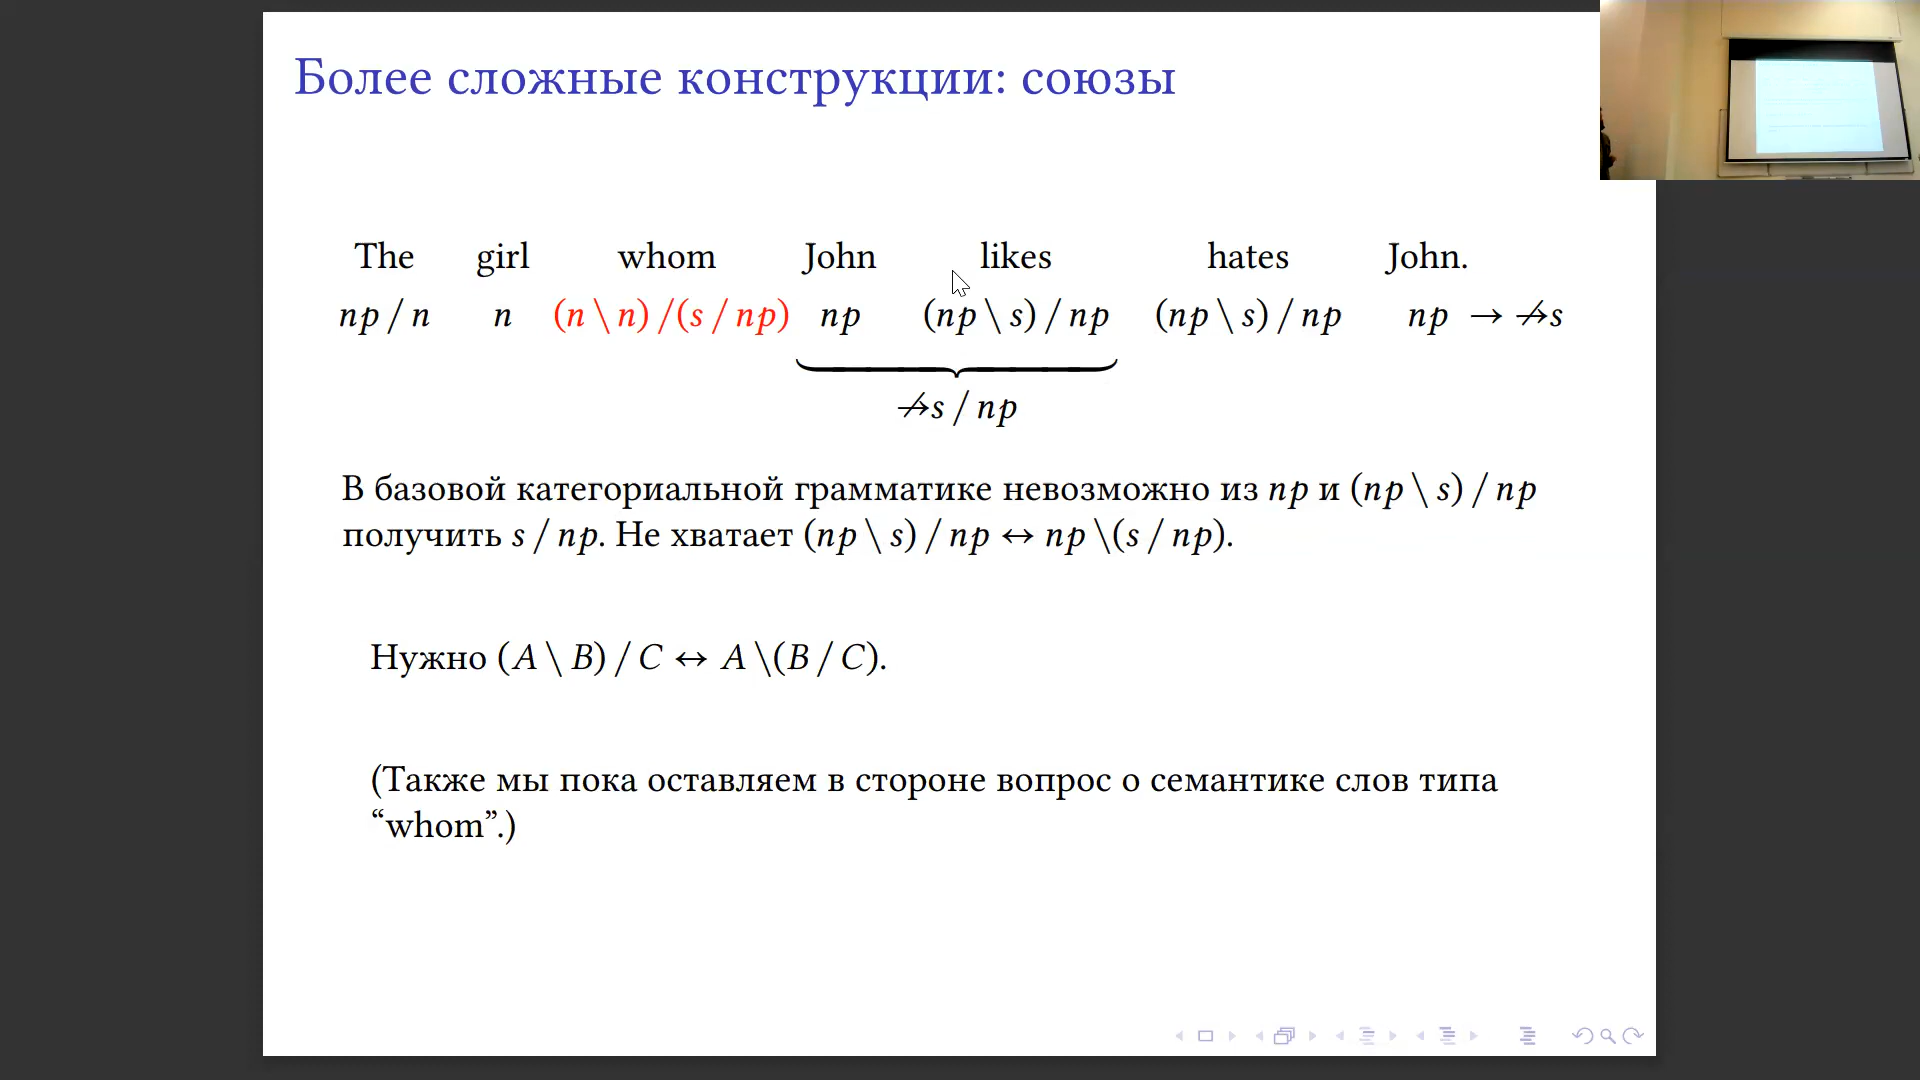 Более сложные конструкции: союзы
The girl whom John likes hates John.
np / n n (n \ n) /(s / np) np (np \ s) / np (np \ s) / np np → ↛s
↛s / np
В базовой категориальной грамматике невозможно из np и (np \ s) / np
получить s / np. Не хватает (np \ s) / np ↔ np \(s / np).
Нужно (A \ B) / C ↔ A \(B / C).
(Также мы пока оставляем в стороне вопрос о семантике слов типа
“whom”.)